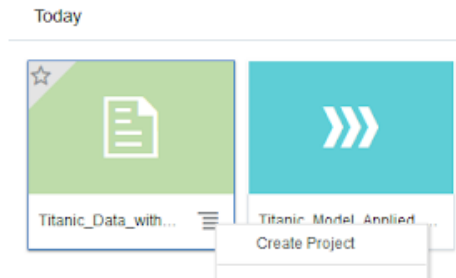 Today
Titanic_Data_with...
Titanic_Model_Applied...
Create Project